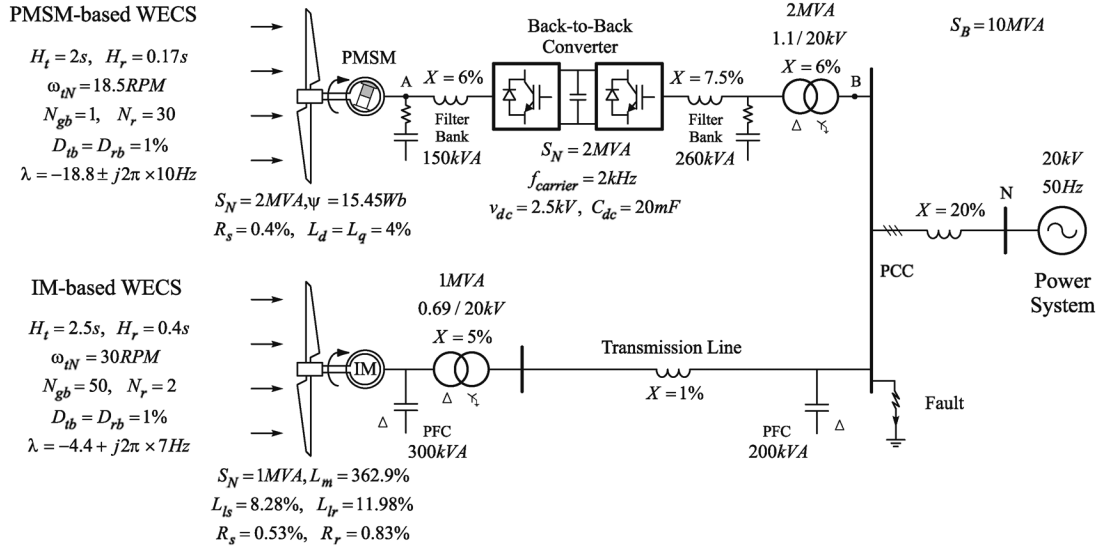 PMSM-based WECS
H_t = 2s, H_r = 0.17s
ω_tN = 18.5RPM
N_gb = 1, N_r = 30
D_tb = D_rb = 1%
λ = −18.8 ± j2π × 10Hz
PMSM
A
X = 6%
Filter
Bank
150kVA
S_N = 2MVA, ψ = 15.45Wb
R_s = 0.4%, L_d = L_q = 4%
Back-to-Back
Converter
S_N = 2MVA
f_carrier = 2kHz
v_dc = 2.5kV, C_dc = 20mF
X = 7.5%
Filter
Bank
260kVA
2MVA
1.1/20kV
X = 6%
Δ
B
S_B = 10MVA
20kV
50Hz
N
X = 20%
PCC
Power
System
IM-based WECS
H_t = 2.5s, H_r = 0.4s
ω_tN = 30RPM
N_gb = 50, N_r = 2
D_tb = D_rb = 1%
λ = −4.4 + j2π × 7Hz
IM
Δ
PFC
300kVA
1MVA
0.69/20kV
X = 5%
Δ
Transmission Line
X = 1%
PFC
200kVA
Δ
Fault
S_N = 1MVA, L_m = 362.9%
L_ls = 8.28%, L_lr = 11.98%
R_s = 0.53%, R_r = 0.83%